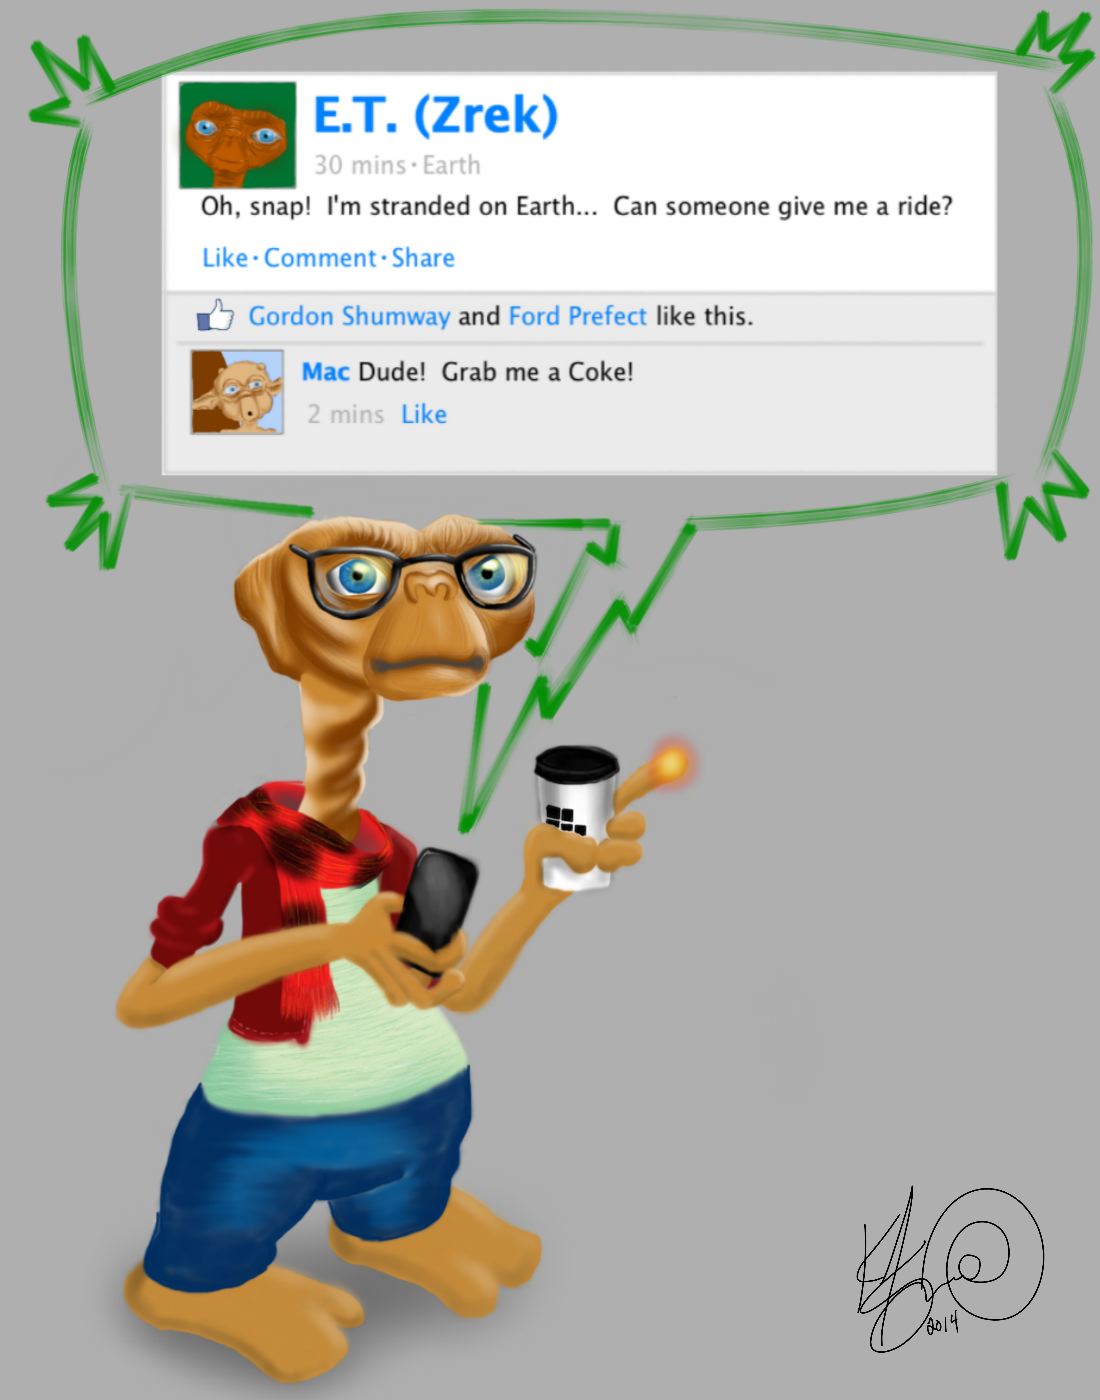 E.T. (Zrek)
30 mins · Earth
Oh, snap! I'm stranded on Earth... Can someone give me a ride?
Like · Comment · Share
Gordon Shumway and Ford Prefect like this.
Mac Dude! Grab me a Coke!
2 mins Like
2014